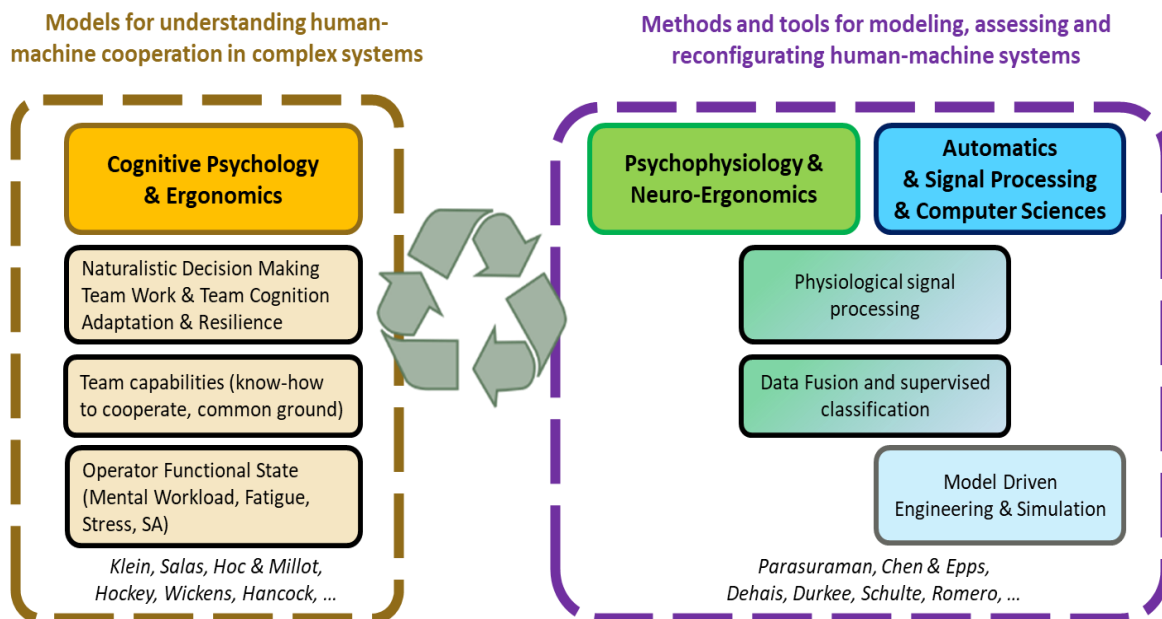 Models for understanding human-
machine cooperation in complex systems
Methods and tools for modeling, assessing and
reconfigurating human-machine systems
Cognitive Psychology
& Ergonomics
Naturalistic Decision Making
Team Work & Team Cognition
Adaptation & Resilience
Team capabilities (know-how
to cooperate, common ground)
Operator Functional State
(Mental Workload, Fatigue,
Stress, SA)
Klein, Salas, Hoc & Millot,
Hockey, Wickens, Hancock, ...
Psychophysiology &
Neuro-Ergonomics
Automatics
& Signal Processing
& Computer Sciences
Physiological signal
processing
Data Fusion and supervised
classification
Model Driven
Engineering & Simulation
Parasuraman, Chen & Epps,
Dehais, Durkee, Schulte, Romero, ...